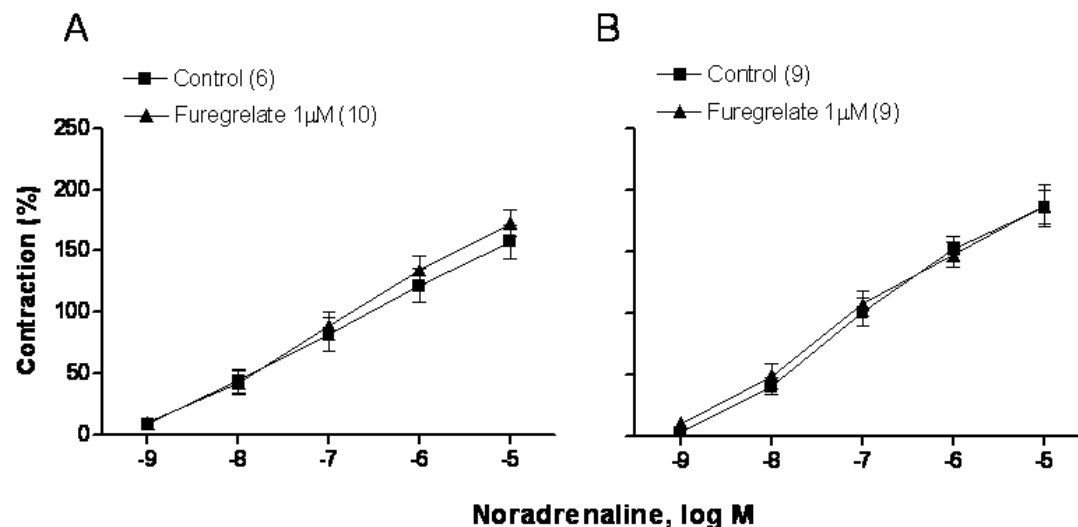 A
Control (6)
Furegrelate 1µM (10)
B
Control (9)
Furegrelate 1µM (9)
Contraction (%)
250
200
150
100
50
0
-9 -8 -7 -6 -5
-9 -8 -7 -6 -5
Noradrenaline, log M